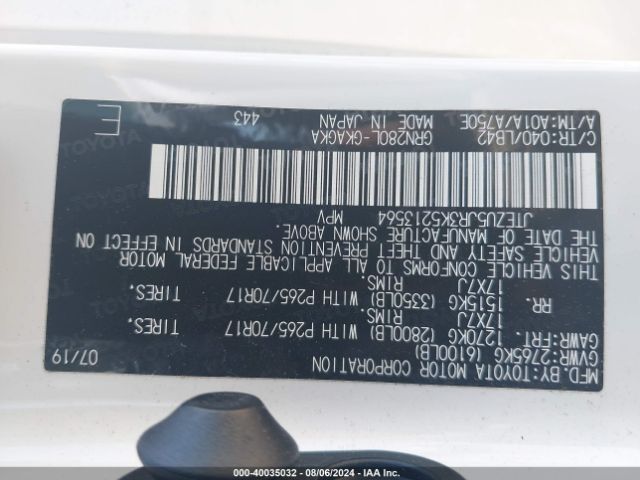 MFD.BY:TOYOTA MOTOR CORPORATION 07/19
GVWR:2765KG (6100LB)
GAWR:FRT. 1270KG (2800LB) WITH P265/70R17 TIRES.
17X7J RIMS
RR. 1515KG (3350LB) WITH P265/70R17 TIRES.
17X7J RIMS
THIS VEHICLE CONFORMS TO ALL APPLICABLE FEDERAL MOTOR
VEHICLE SAFETY AND THEFT PREVENTION STANDARDS IN EFFECT ON
THE DATE OF MANUFACTURE SHOWN ABOVE.
JTEZU5JR3K5213564 MPV
C/TR:040/LB42 GRN280L-GKAGKA 443
A/TM:A01A/A750E MADE IN JAPAN E
000-40035032 - 08/06/2024 - IAA Inc.